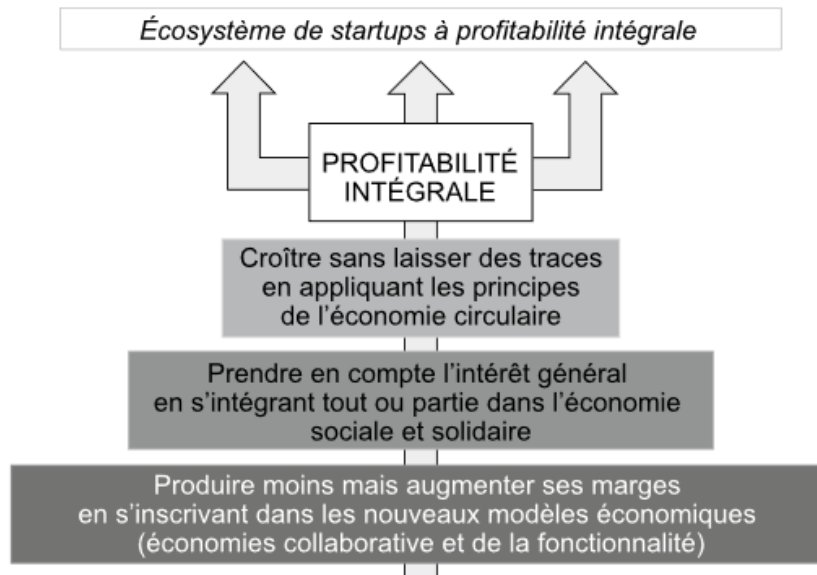 Écosystème de startups à profitabilité intégrale
PROFITABILITÉ
INTÉGRALE
Croître sans laisser des traces
en appliquant les principes
de l’économie circulaire
Prendre en compte l’intérêt général
en s’intégrant tout ou partie dans l’économie
sociale et solidaire
Produire moins mais augmenter ses marges
en s’inscrivant dans les nouveaux modèles économiques
(économies collaborative et de la fonctionnalité)